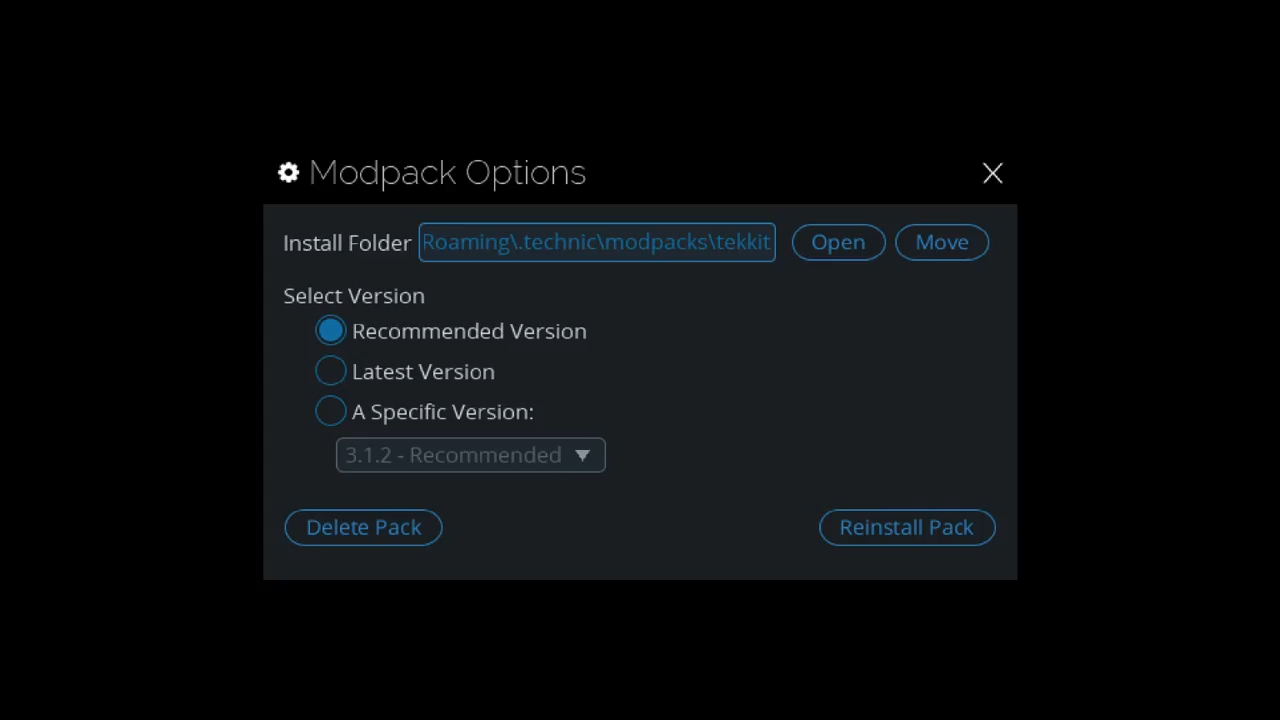 Modpack Options
Install Folder Roaming\.technic\modpacks\tekkit Open Move
Select Version
Recommended Version
Latest Version
A Specific Version:
3.1.2 - Recommended
Delete Pack Reinstall Pack